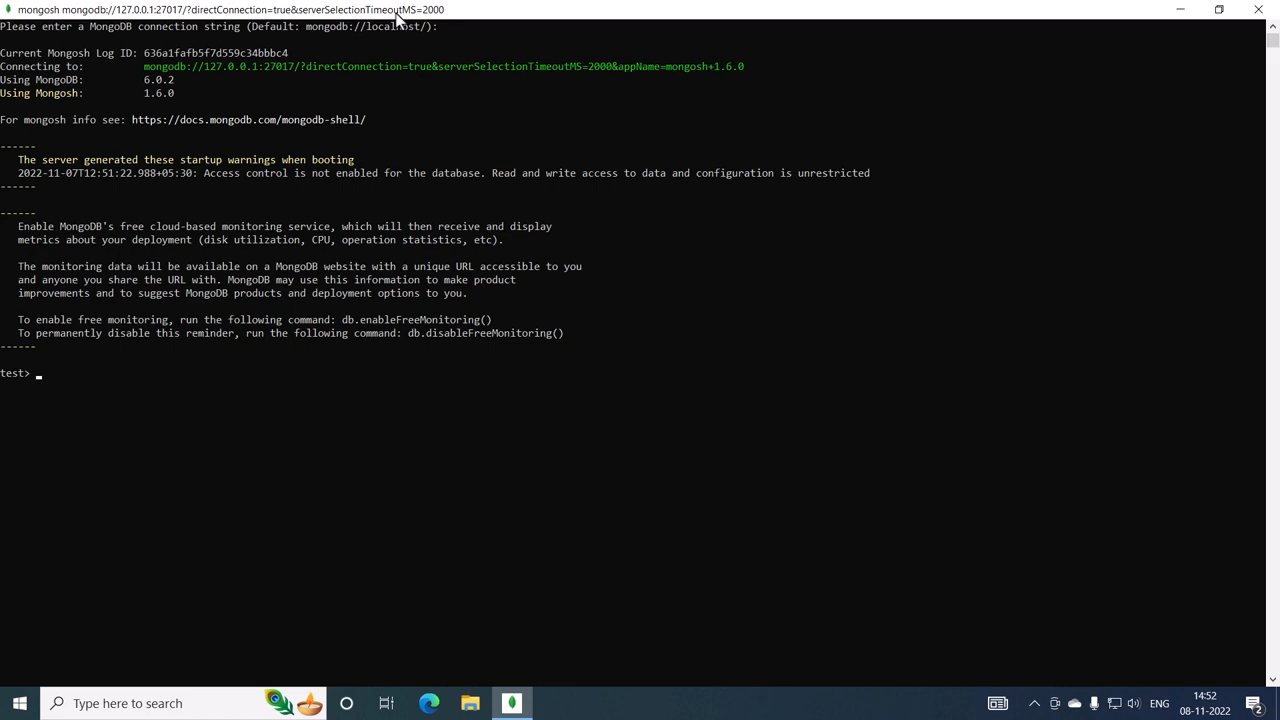 mongosh mongodb://127.0.0.1:27017/?directConnection=true&serverSelectionTimeoutMS=2000
Please enter a MongoDB connection string (Default: mongodb://localhost/):
Current Mongosh Log ID: 636a1fafb5f7d559c34bbbc4
Connecting to: mongodb://127.0.0.1:27017/?directConnection=true&serverSelectionTimeoutMS=2000&appName=mongosh+1.6.0
Using MongoDB: 6.0.2
Using Mongosh: 1.6.0
For mongosh info see: https://docs.mongodb.com/mongodb-shell/
------
The server generated these startup warnings when booting
2022-11-07T12:51:22.988+05:30: Access control is not enabled for the database. Read and write access to data and configuration is unrestricted
------
------
Enable MongoDB's free cloud-based monitoring service, which will then receive and display
metrics about your deployment (disk utilization, CPU, operation statistics, etc).
The monitoring data will be available on a MongoDB website with a unique URL accessible to you
and anyone you share the URL with. MongoDB may use this information to make product
improvements and to suggest MongoDB products and deployment options to you.
To enable free monitoring, run the following command: db.enableFreeMonitoring()
To permanently disable this reminder, run the following command: db.disableFreeMonitoring()
------
test>
Type here to search
ENG
14:52
08-11-2022
2